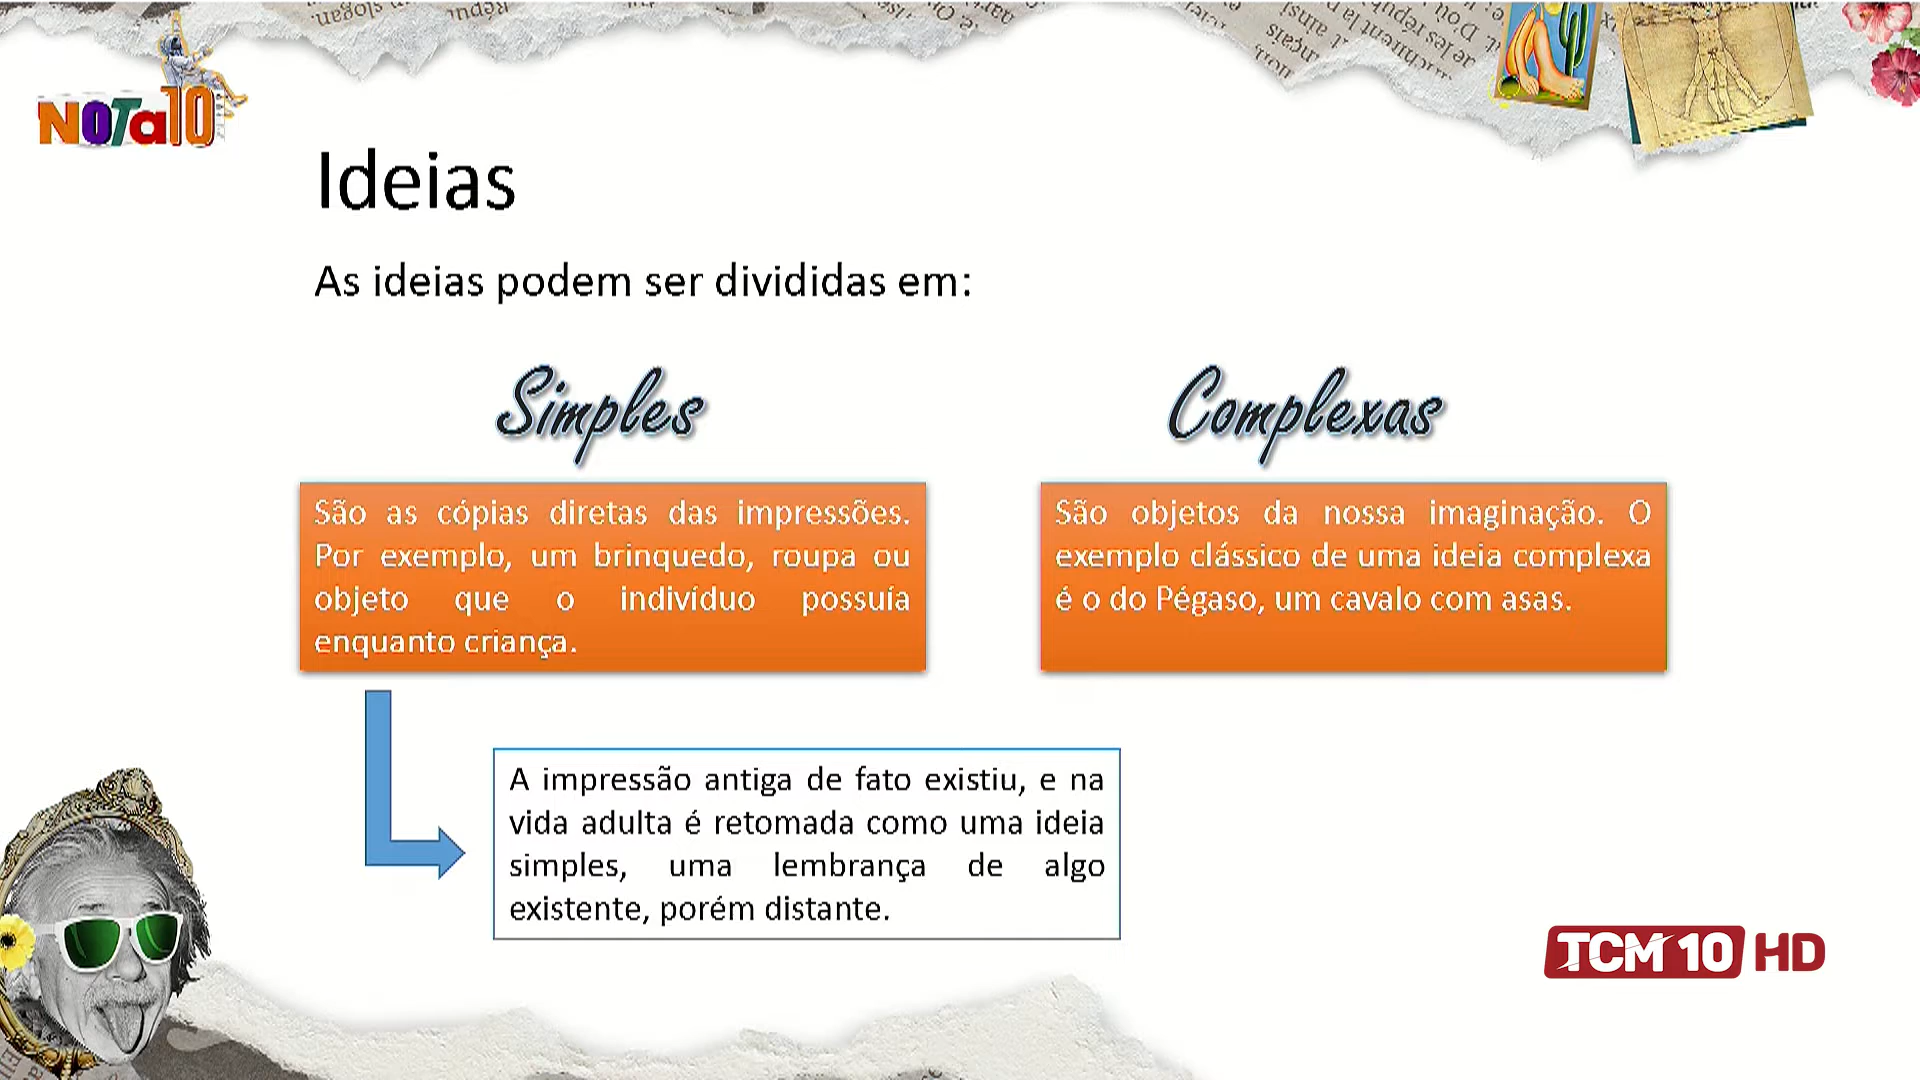 NOTa10
Ideias
As ideias podem ser divididas em:
Simples
Complexas
São as cópias diretas das impressões.
Por exemplo, um brinquedo, roupa ou
objeto que o indivíduo possuía
enquanto criança.
São objetos da nossa imaginação. O
exemplo clássico de uma ideia complexa
é o do Pégaso, um cavalo com asas.
A impressão antiga de fato existiu, e na
vida adulta é retomada como uma ideia
simples, uma lembrança de algo
existente, porém distante.
TCM 10 HD